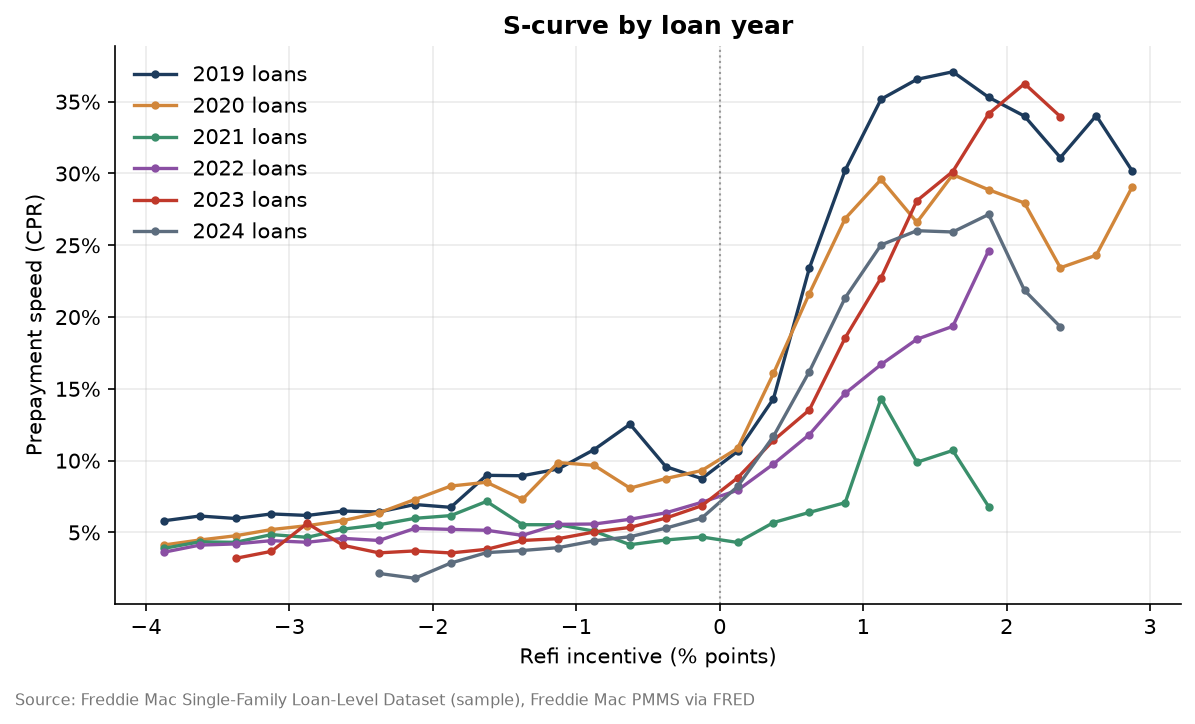 S-curve by loan year
2019 loans
2020 loans
2021 loans
2022 loans
2023 loans
2024 loans
Prepayment speed (CPR)
35%
30%
25%
20%
15%
10%
5%
−4 −3 −2 −1 0 1 2 3
Refi incentive (% points)
Source: Freddie Mac Single-Family Loan-Level Dataset (sample), Freddie Mac PMMS via FRED